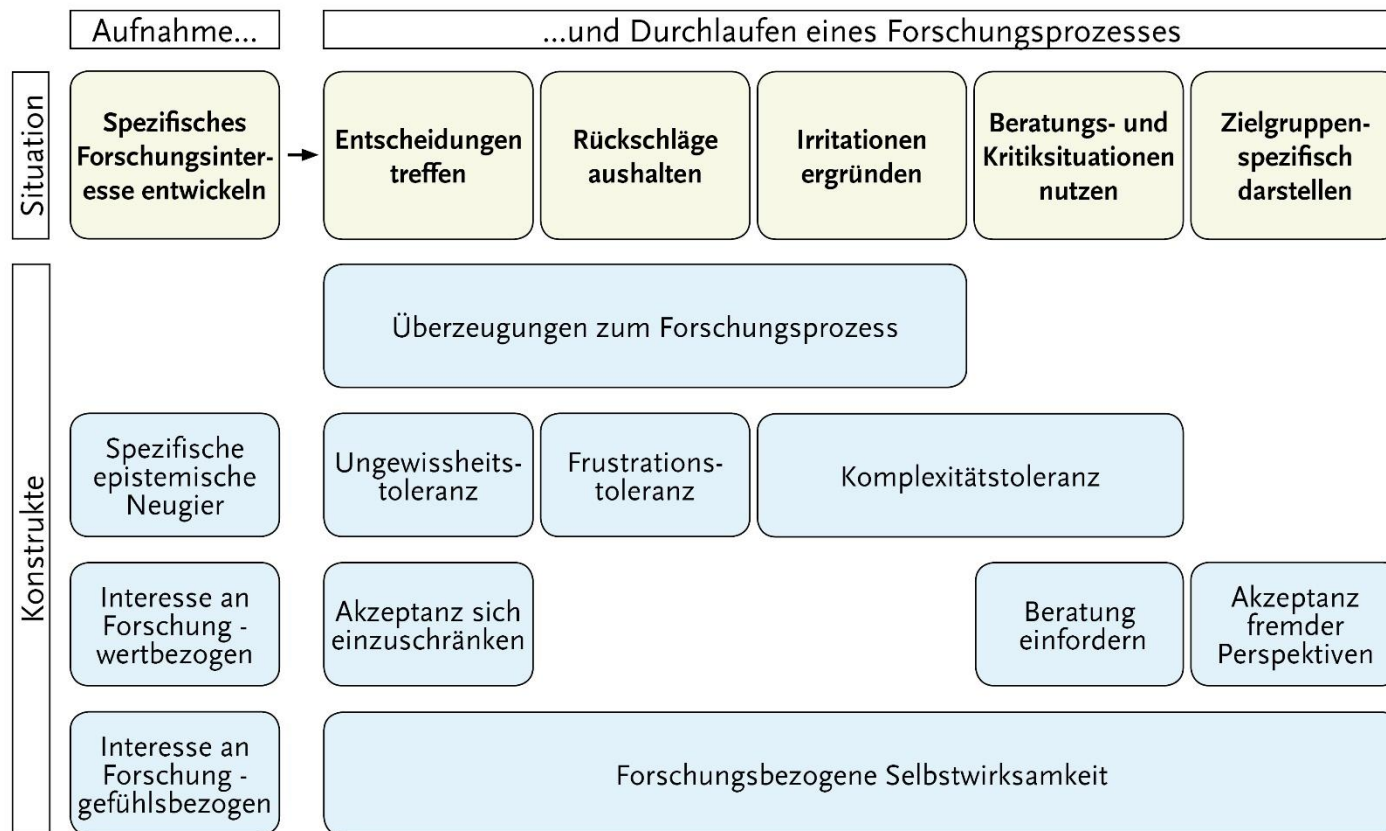 Aufnahme...
...und Durchlaufen eines Forschungsprozesses
Situation
Spezifisches
Forschungsinter-
esse entwickeln
Entscheidungen
treffen
Rückschläge
aushalten
Irritationen
ergründen
Beratungs- und
Kritiksituationen
nutzen
Zielgruppen-
spezifisch
darstellen
Konstrukte
Überzeugungen zum Forschungsprozess
Spezifische
epistemische
Neugier
Ungewissheits-
toleranz
Frustrations-
toleranz
Komplexitätstoleranz
Interesse an
Forschung -
wertbezogen
Akzeptanz sich
einzuschränken
Beratung
einfordern
Akzeptanz
fremder
Perspektiven
Interesse an
Forschung -
gefühlsbezogen
Forschungsbezogene Selbstwirksamkeit